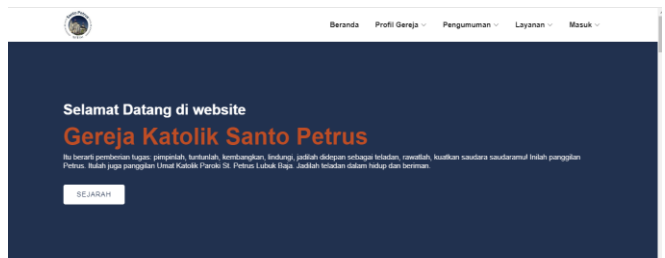 Santo Petrus
Beranda Profil Gereja Pengumuman Layanan Masuk
Selamat Datang di website
Gereja Katolik Santo Petrus
Itu berarti pemberian tugas: pimpinlah, tuntunlah, kembangkan, lindungi, jadilah didepan sebagai teladan, rawatlah, kuatkan saudara saudaramu! Inilah panggilan
Petrus. Itulah juga panggilan Umat Katolik Paroki St. Petrus Lubuk Baja. Jadilah teladan dalam hidup dan beriman.
SEJARAH